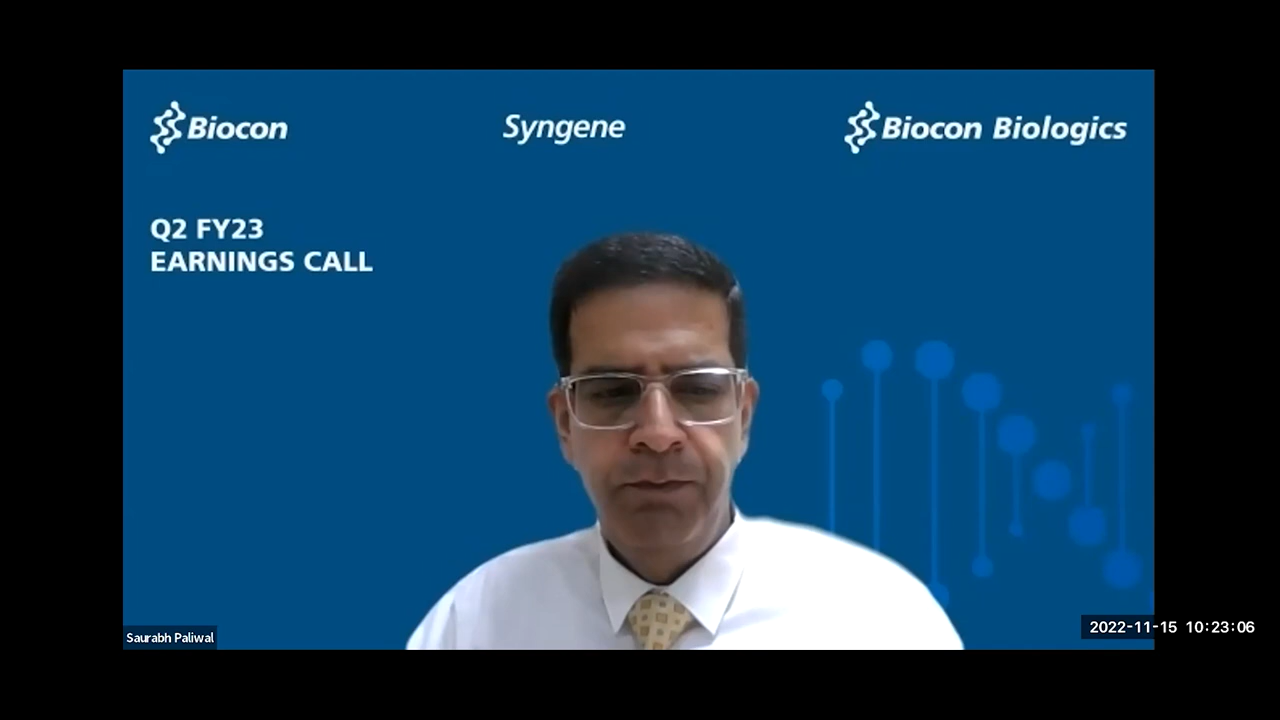 Biocon
Syngene
Biocon Biologics
Q2 FY23
EARNINGS CALL
Saurabh Paliwal
2022-11-15 10:23:06